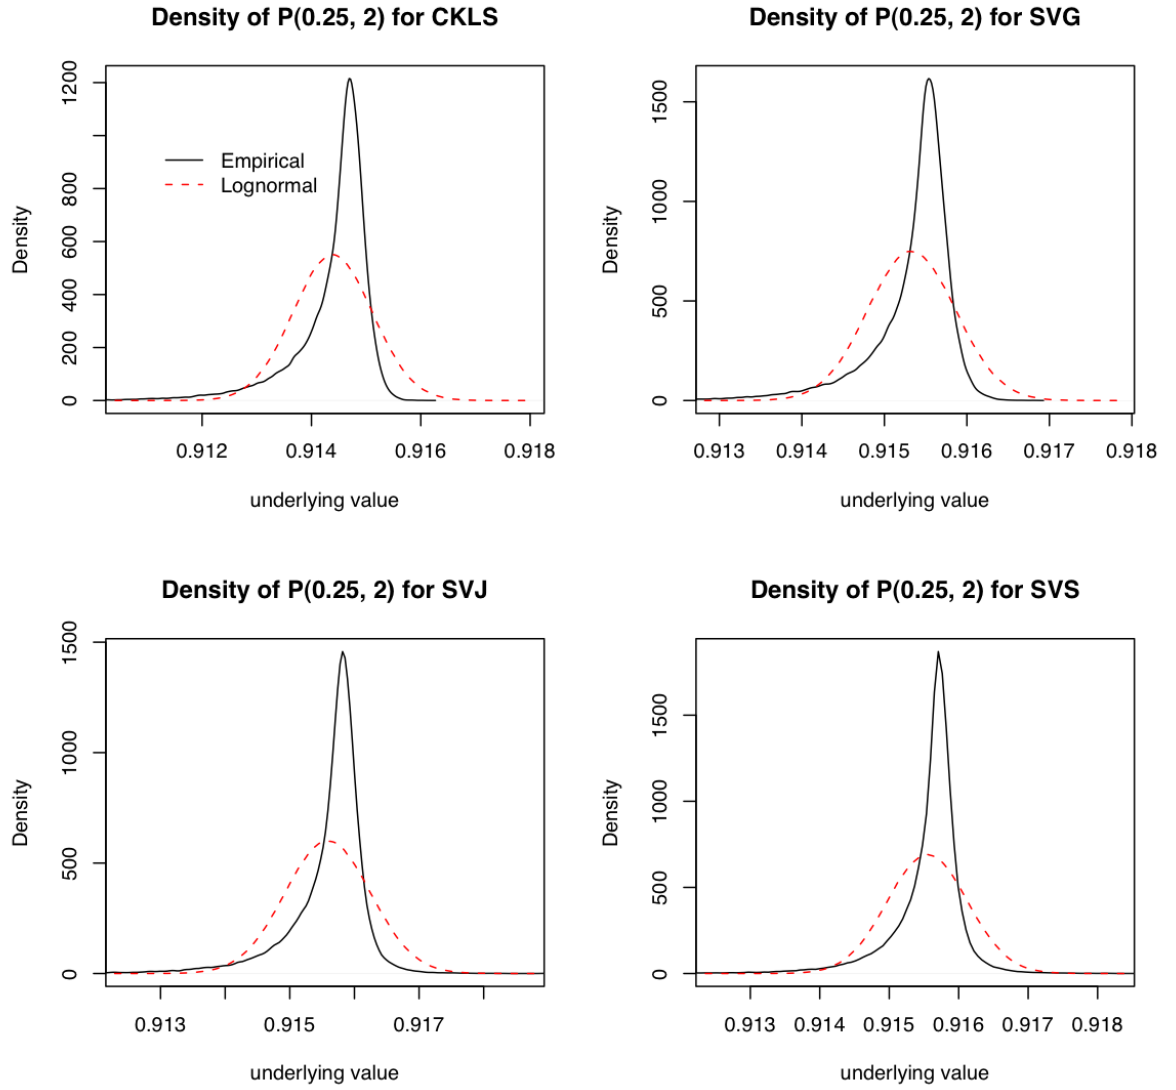 Density of P(0.25, 2) for CKLS
Density
1200
800
600
400
200
0
Empirical
Lognormal
0.912 0.914 0.916 0.918
underlying value
Density of P(0.25, 2) for SVG
Density
1500
1000
500
0
0.913 0.914 0.915 0.916 0.917 0.918
underlying value
Density of P(0.25, 2) for SVJ
Density
1500
1000
500
0
0.913 0.915 0.917
underlying value
Density of P(0.25, 2) for SVS
Density
1500
1000
500
0
0.913 0.914 0.915 0.916 0.917 0.918
underlying value